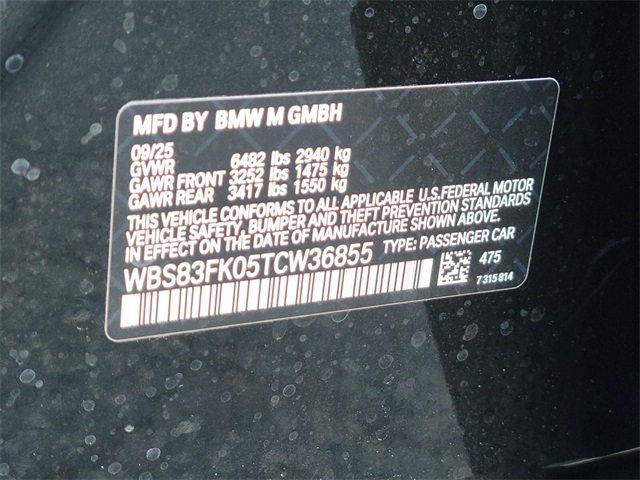 MFD BY BMW M GMBH
09/25
GVWR 6482 lbs 2940 kg
GAWR FRONT 3252 lbs 1475 kg
GAWR REAR 3417 lbs 1550 kg
THIS VEHICLE CONFORMS TO ALL APPLICABLE U.S.FEDERAL MOTOR
VEHICLE SAFETY, BUMPER AND THEFT PREVENTION STANDARDS
IN EFFECT ON THE DATE OF MANUFACTURE SHOWN ABOVE.
WBS83FK05TCW36855 TYPE: PASSENGER CAR
475
7315814